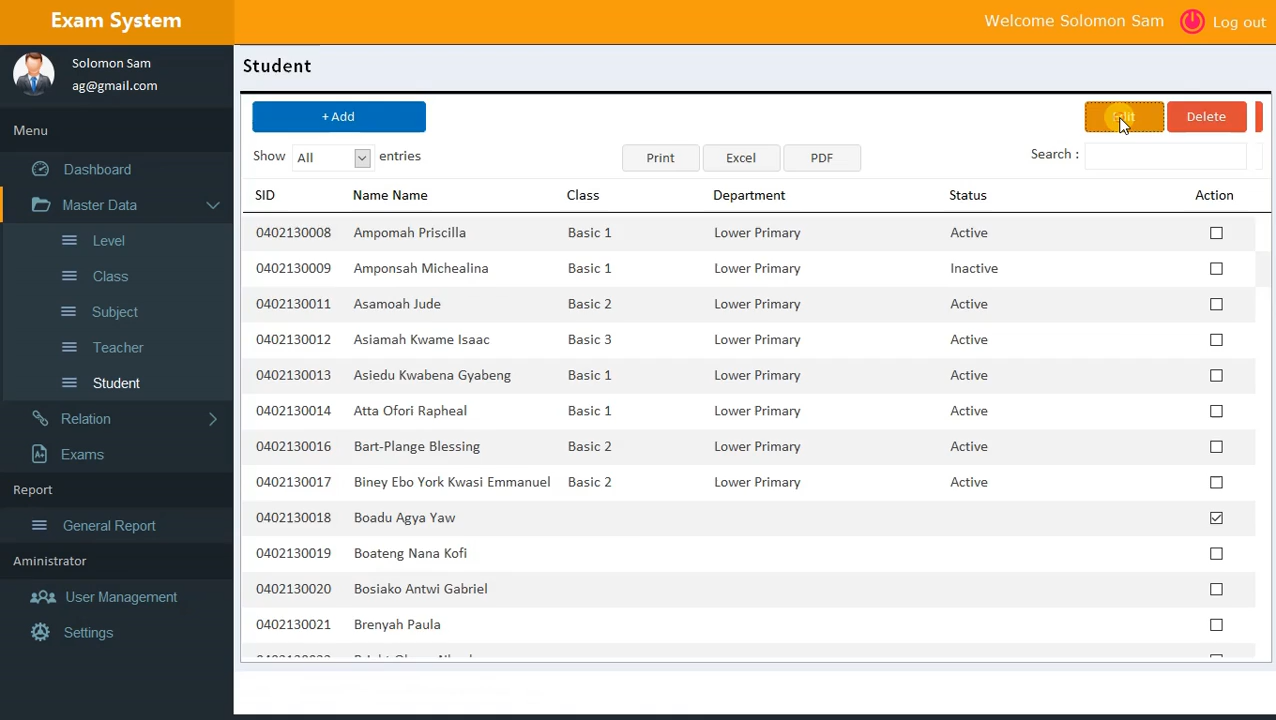 Exam System
Welcome Solomon Sam
Log out
Solomon Sam
ag@gmail.com
Menu
Dashboard
Master Data
Level
Class
Subject
Teacher
Student
Relation
Exams
Report
General Report
Aministrator
User Management
Settings
Student
+ Add
Edit
Delete
Show All entries
Print
Excel
PDF
Search :
SID Name Name Class Department Status Action
0402130008 Ampomah Priscilla Basic 1 Lower Primary Active
0402130009 Amponsah Michealina Basic 1 Lower Primary Inactive
0402130011 Asamoah Jude Basic 2 Lower Primary Active
0402130012 Asiamah Kwame Isaac Basic 3 Lower Primary Active
0402130013 Asiedu Kwabena Gyabeng Basic 1 Lower Primary Active
0402130014 Atta Ofori Rapheal Basic 1 Lower Primary Active
0402130016 Bart-Plange Blessing Basic 2 Lower Primary Active
0402130017 Biney Ebo York Kwasi Emmanuel Basic 2 Lower Primary Active
0402130018 Boadu Agya Yaw
0402130019 Boateng Nana Kofi
0402130020 Bosiako Antwi Gabriel
0402130021 Brenyah Paula